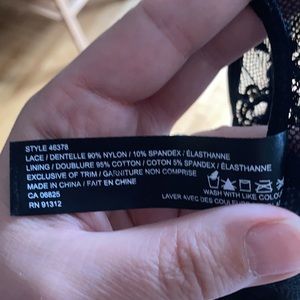 STYLE 46378
LACE / DENTELLE 90% NYLON / 10% SPANDEX / ÉLASTHANNE
LINING / DOUBLURE 95% COTTON / COTON 5% SPANDEX / ÉLASTHANNE
EXCLUSIVE OF TRIM / GARNITURE NON COMPRISE
MADE IN CHINA / FAIT EN CHINE
CA 06825
RN 91312
WASH WITH LIKE COLOU
LAVER AVEC DES COULEURS